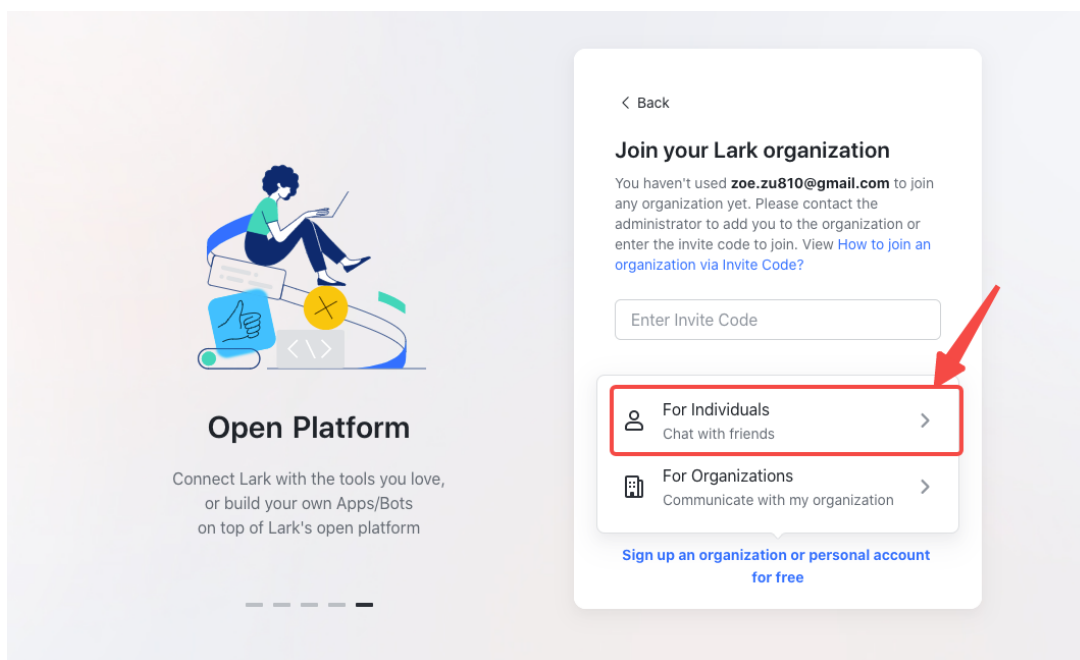 Back
Join your Lark organization
You haven't used zoe.zu810@gmail.com to join
any organization yet. Please contact the
administrator to add you to the organization or
enter the invite code to join. View How to join an
organization via Invite Code?
Enter Invite Code
For Individuals
Chat with friends
For Organizations
Communicate with my organization
Sign up an organization or personal account
for free
Open Platform
Connect Lark with the tools you love,
or build your own Apps/Bots
on top of Lark's open platform